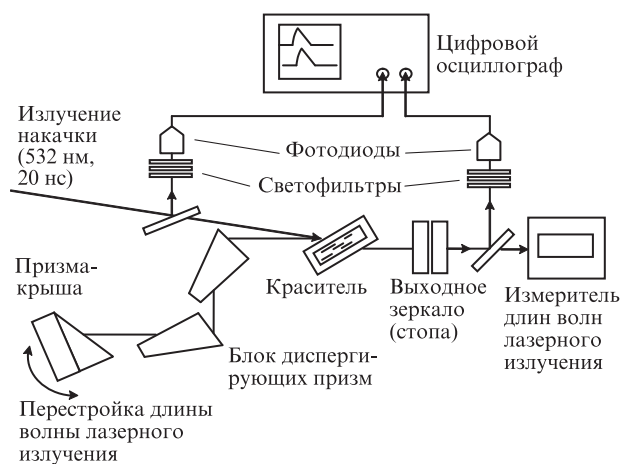 Цифровой
осциллограф
Излучение
накачки
(532 нм,
20 нс)
Фотодиоды
Светофильтры
Призма-
крыша
Краситель
Выходное
зеркало
(стопа)
Измеритель
длин волн
лазерного
излучения
Блок дисперги-
рующих призм
Перестройка длины
волны лазерного
излучения